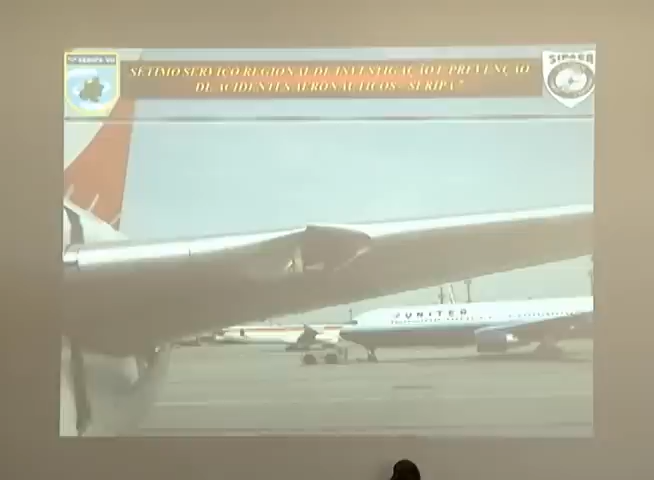 SÉTIMO SERVIÇO REGIONAL DE INVESTIGAÇÃO E PREVENÇÃO
DE ACIDENTES AERONÁUTICOS - SERIPA 7
SIPAER
UNITED